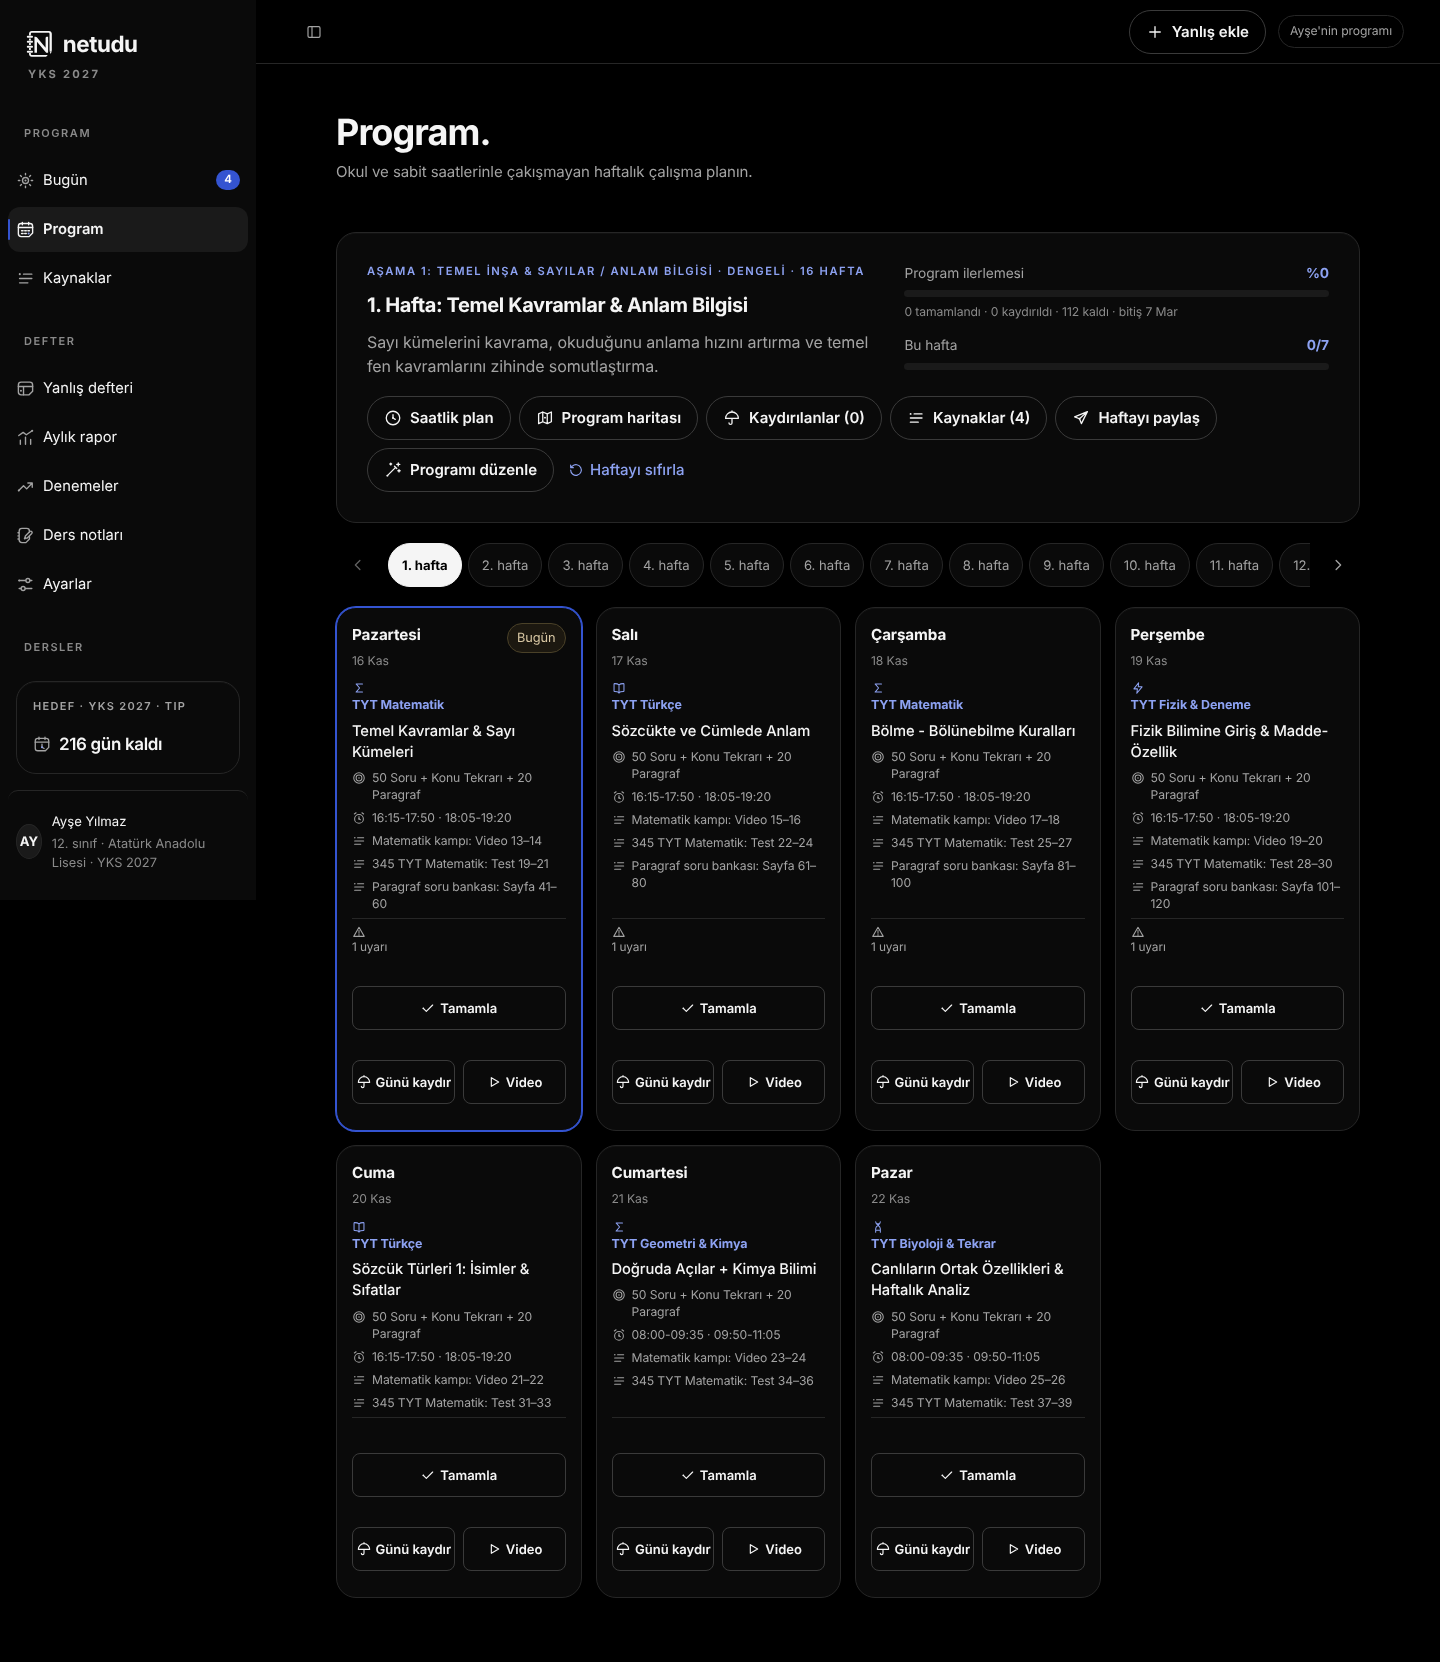 netudu
YKS 2027
PROGRAM
Bugün
4
Program
Kaynaklar
DEFTER
Yanlış defteri
Aylık rapor
Denemeler
Ders notları
Ayarlar
DERSLER
HEDEF · YKS 2027 · TIP
216 gün kaldı
AY
Ayşe Yılmaz
12. sınıf · Atatürk Anadolu
Lisesi · YKS 2027
Yanlış ekle
Ayşe'nin programı
Program.
Okul ve sabit saatlerinle çakışmayan haftalık çalışma planın.
AŞAMA 1: TEMEL İNŞA & SAYILAR / ANLAM BİLGİSİ · DENGELİ · 16 HAFTA
1. Hafta: Temel Kavramlar & Anlam Bilgisi
Sayı kümelerini kavrama, okuduğunu anlama hızını artırma ve temel
fen kavramlarını zihinde somutlaştırma.
Program ilerlemesi
%0
0 tamamlandı · 0 kaydırıldı · 112 kaldı · bitiş 7 Mar
Bu hafta
0/7
Saatlik plan
Program haritası
Kaydırılanlar (0)
Kaynaklar (4)
Haftayı paylaş
Programı düzenle
Haftayı sıfırla
1. hafta
2. hafta
3. hafta
4. hafta
5. hafta
6. hafta
7. hafta
8. hafta
9. hafta
10. hafta
11. hafta
12.
Pazartesi
Bugün
16 Kas
TYT Matematik
Temel Kavramlar & Sayı
Kümeleri
50 Soru + Konu Tekrarı + 20
Paragraf
16:15-17:50 · 18:05-19:20
Matematik kampı: Video 13–14
345 TYT Matematik: Test 19–21
Paragraf soru bankası: Sayfa 41–
60
1 uyarı
Tamamla
Günü kaydır
Video
Salı
17 Kas
TYT Türkçe
Sözcükte ve Cümlede Anlam
50 Soru + Konu Tekrarı + 20
Paragraf
16:15-17:50 · 18:05-19:20
Matematik kampı: Video 15–16
345 TYT Matematik: Test 22–24
Paragraf soru bankası: Sayfa 61–
80
1 uyarı
Tamamla
Günü kaydır
Video
Çarşamba
18 Kas
TYT Matematik
Bölme - Bölünebilme Kuralları
50 Soru + Konu Tekrarı + 20
Paragraf
16:15-17:50 · 18:05-19:20
Matematik kampı: Video 17–18
345 TYT Matematik: Test 25–27
Paragraf soru bankası: Sayfa 81–
100
1 uyarı
Tamamla
Günü kaydır
Video
Perşembe
19 Kas
TYT Fizik & Deneme
Fizik Bilimine Giriş & Madde-
Özellik
50 Soru + Konu Tekrarı + 20
Paragraf
16:15-17:50 · 18:05-19:20
Matematik kampı: Video 19–20
345 TYT Matematik: Test 28–30
Paragraf soru bankası: Sayfa 101–
120
1 uyarı
Tamamla
Günü kaydır
Video
Cuma
20 Kas
TYT Türkçe
Sözcük Türleri 1: İsimler &
Sıfatlar
50 Soru + Konu Tekrarı + 20
Paragraf
16:15-17:50 · 18:05-19:20
Matematik kampı: Video 21–22
345 TYT Matematik: Test 31–33
Tamamla
Günü kaydır
Video
Cumartesi
21 Kas
TYT Geometri & Kimya
Doğruda Açılar + Kimya Bilimi
50 Soru + Konu Tekrarı + 20
Paragraf
08:00-09:35 · 09:50-11:05
Matematik kampı: Video 23–24
345 TYT Matematik: Test 34–36
Tamamla
Günü kaydır
Video
Pazar
22 Kas
TYT Biyoloji & Tekrar
Canlıların Ortak Özellikleri &
Haftalık Analiz
50 Soru + Konu Tekrarı + 20
Paragraf
08:00-09:35 · 09:50-11:05
Matematik kampı: Video 25–26
345 TYT Matematik: Test 37–39
Tamamla
Günü kaydır
Video